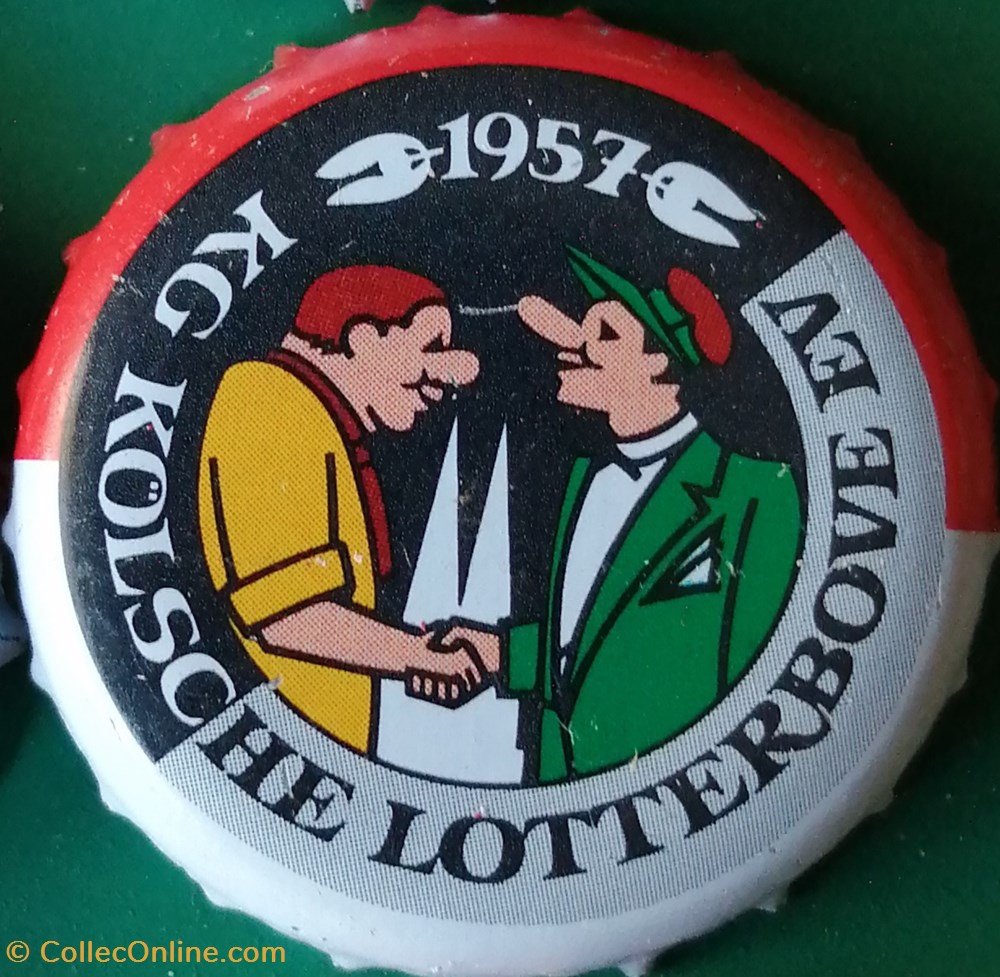 1957
KG KÖLSCHE LOTTERBOVE EV
© CollecOnline.com